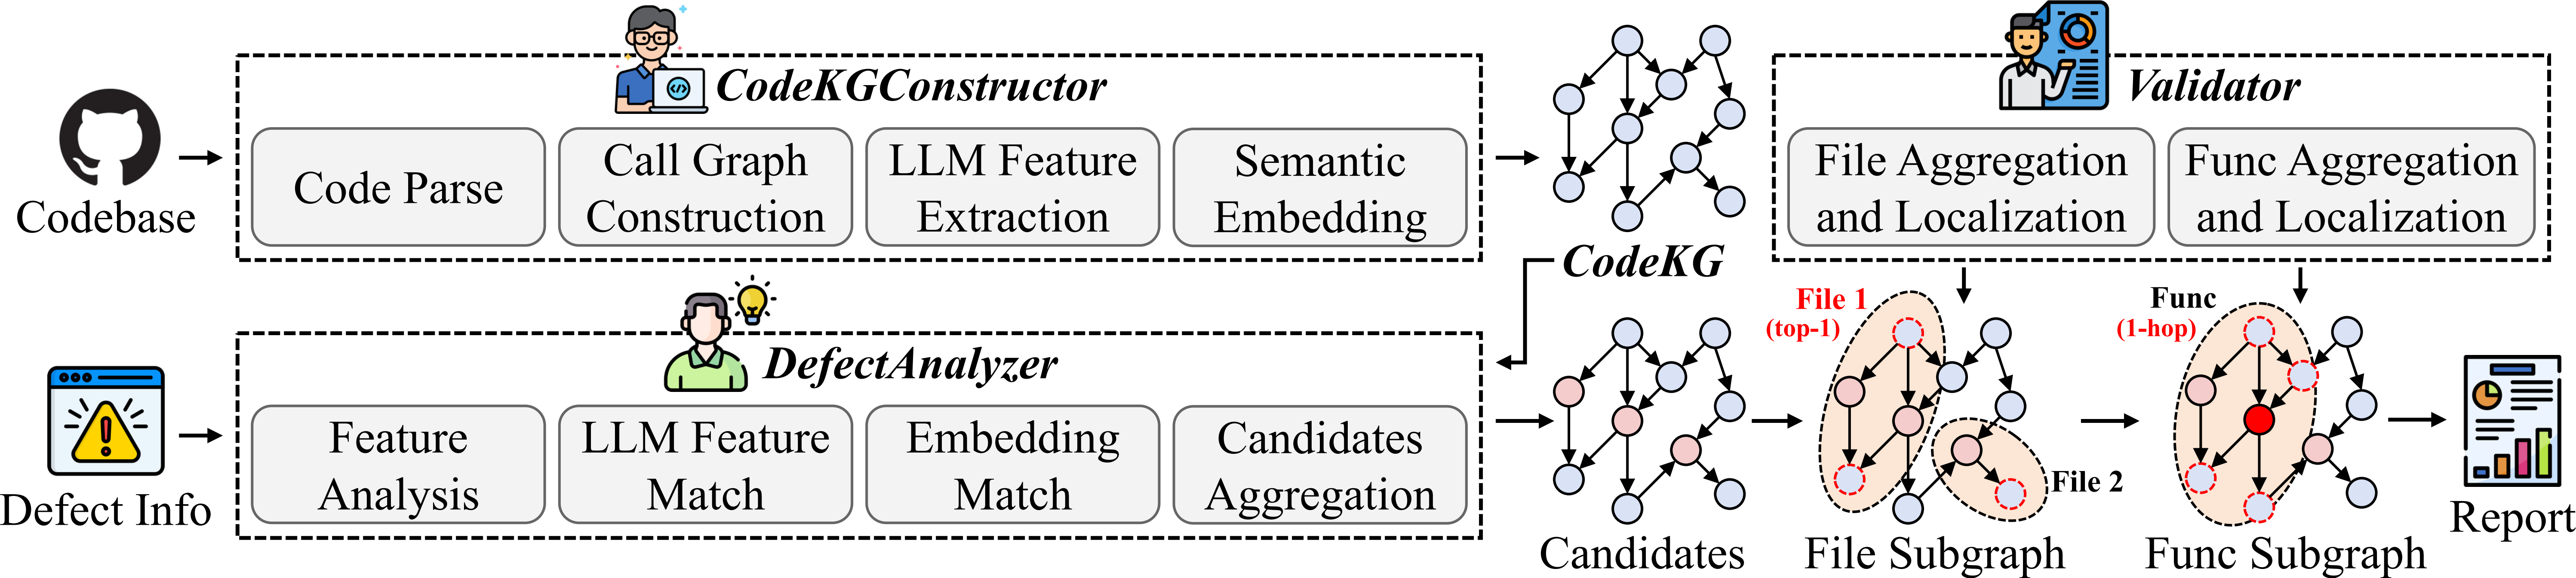 CodeKGConstructor
Codebase
Code Parse
Call Graph
Construction
LLM Feature
Extraction
Semantic
Embedding
CodeKG
Validator
File Aggregation
and Localization
Func Aggregation
and Localization
Defect Info
DefectAnalyzer
Feature
Analysis
LLM Feature
Match
Embedding
Match
Candidates
Aggregation
Candidates
File 1
(top-1)
File 2
File Subgraph
Func
(1-hop)
Func Subgraph
Report